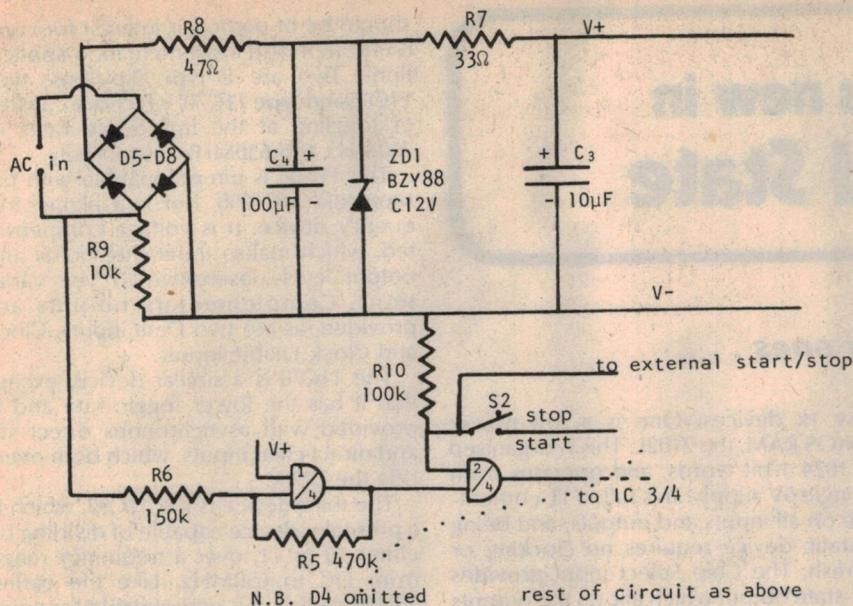 R8
47Ω
R7
33Ω
V+
AC in
D5-D8
C4 +
100µF
ZD1
BZY88
C12V
+ C3
- 10µF
R9
10k
V-
R10
100k
to external start/stop
S2
stop
start
V+
R6
150k
1/4
2/4
to IC 3/4
R5 470k
N.B. D4 omitted
rest of circuit as above